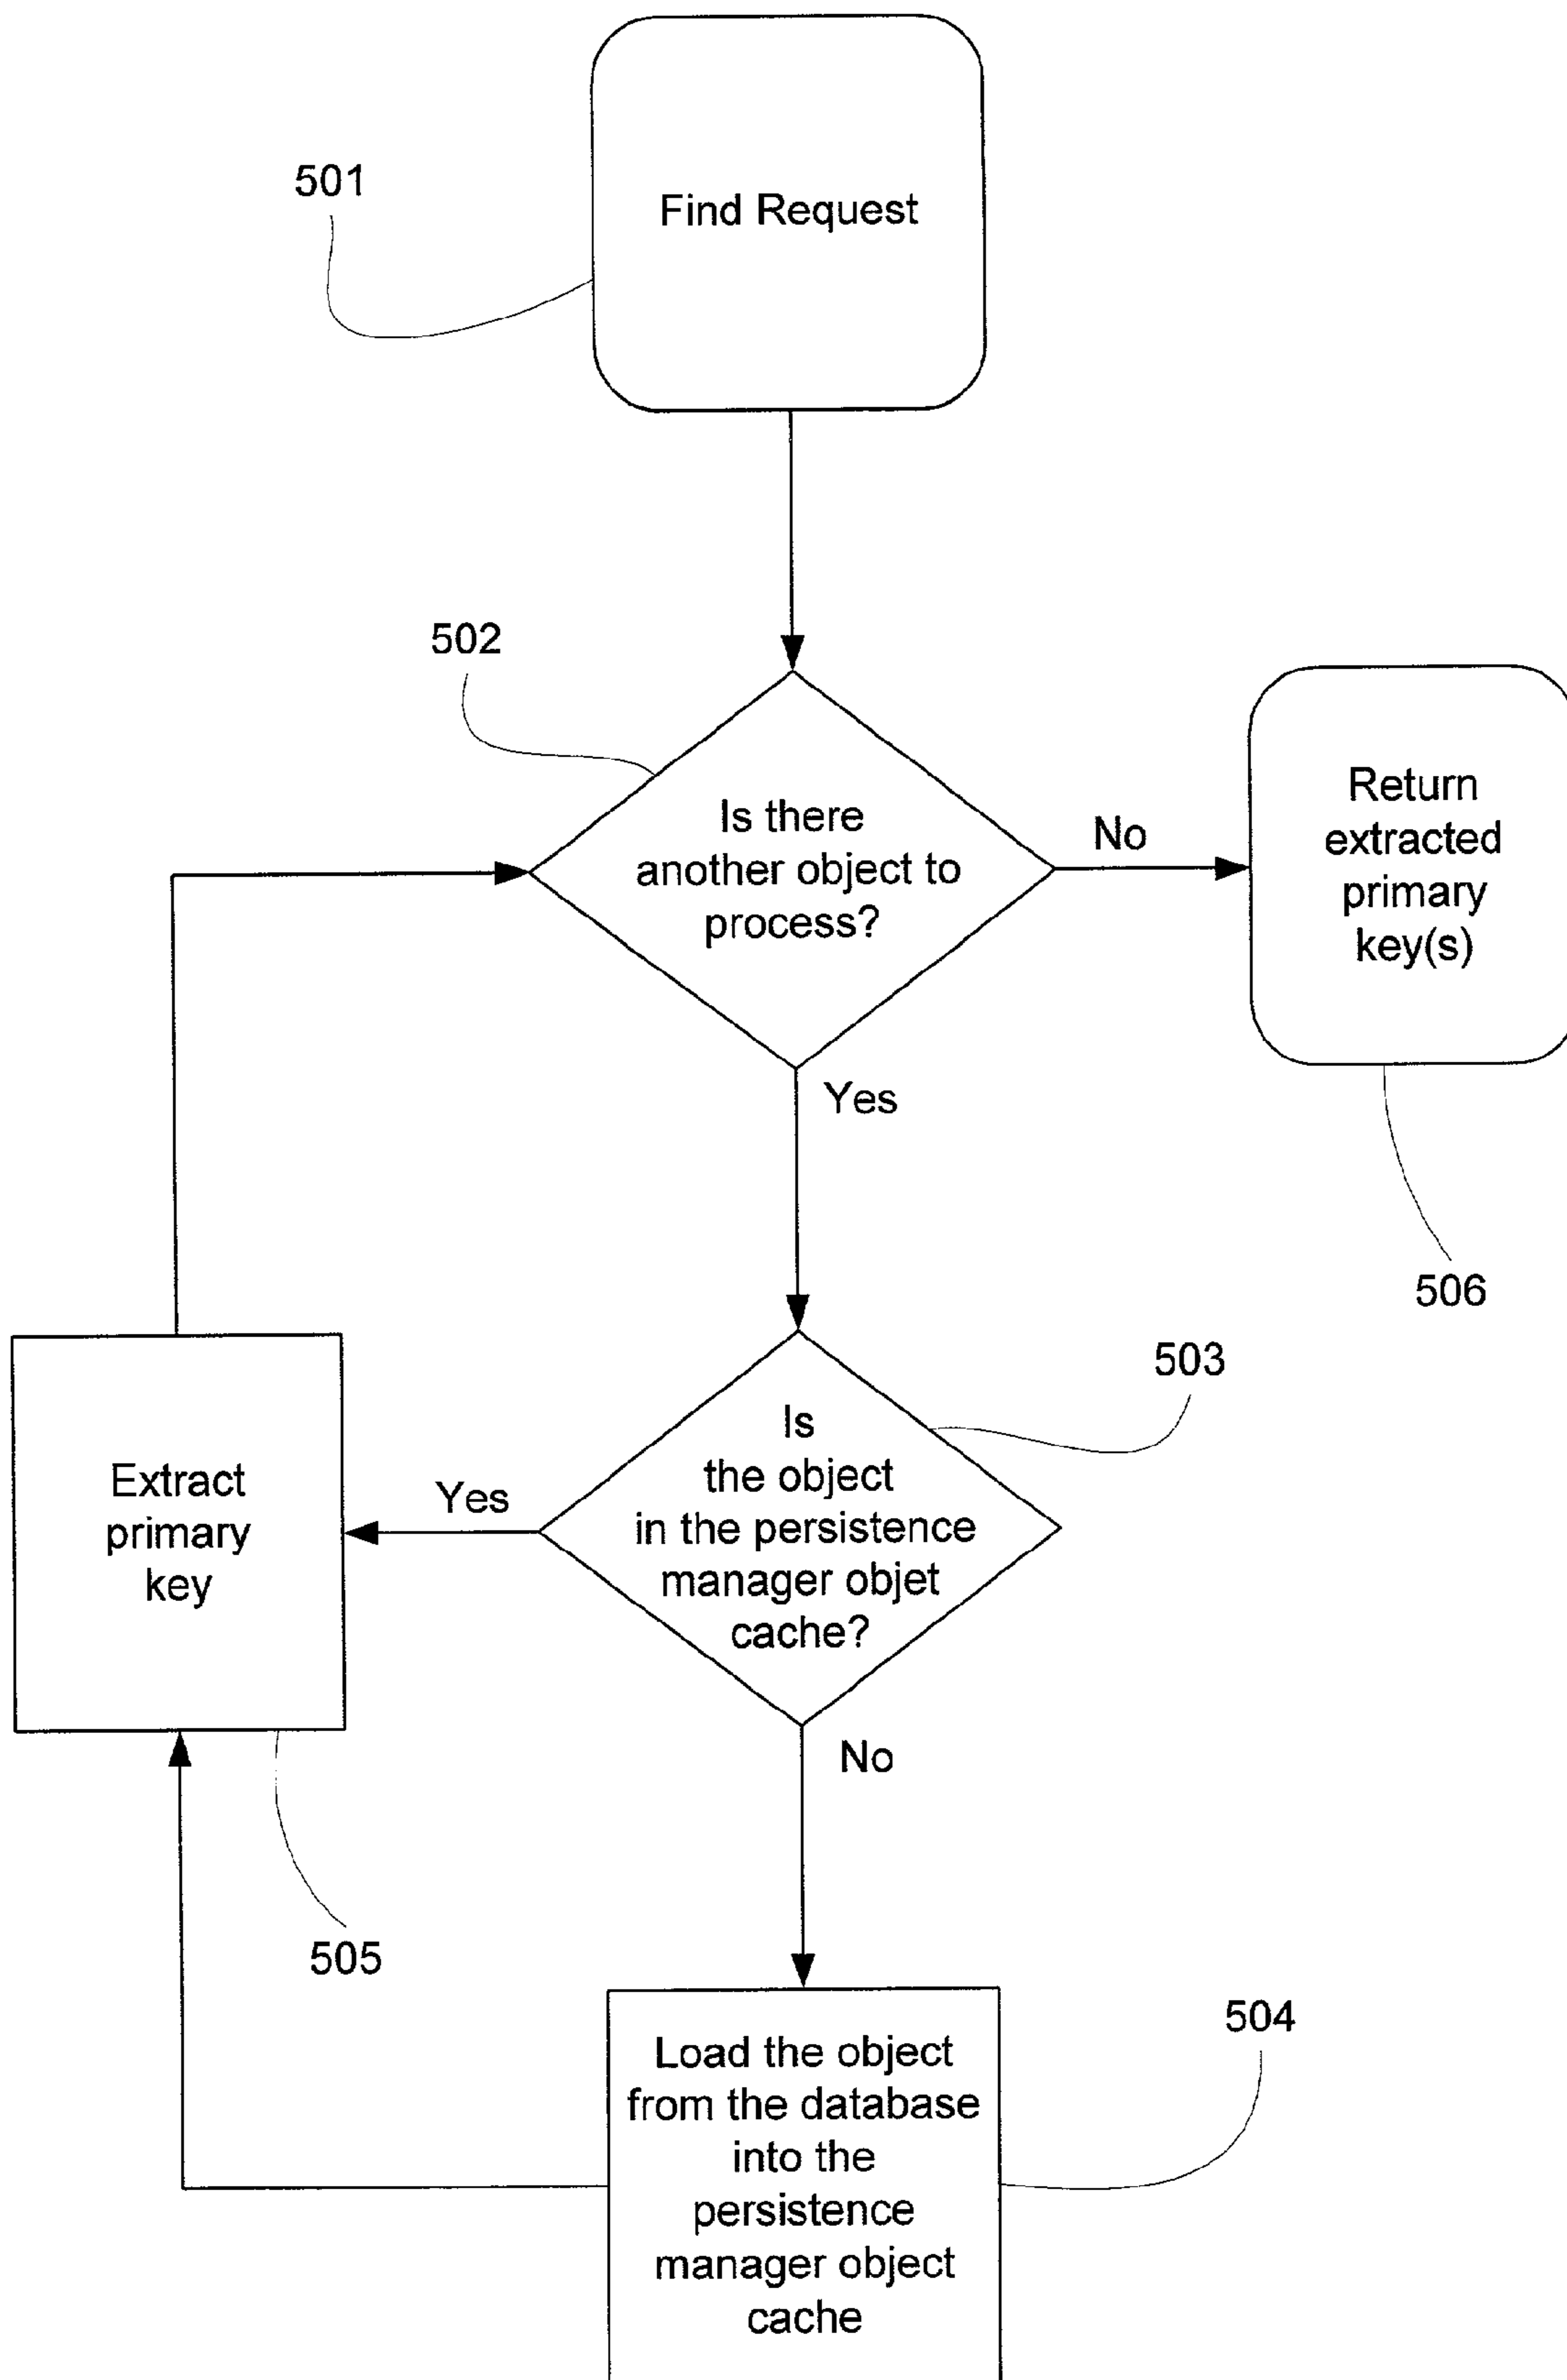 501
Find Request
502
Is there
another object to
process?
No
Return
extracted
primary
key(s)
Yes
506
503
Is
the object
in the persistence
manager objet
cache?
Yes
Extract
primary
key
No
505
504
Load the object
from the database
into the
persistence
manager object
cache